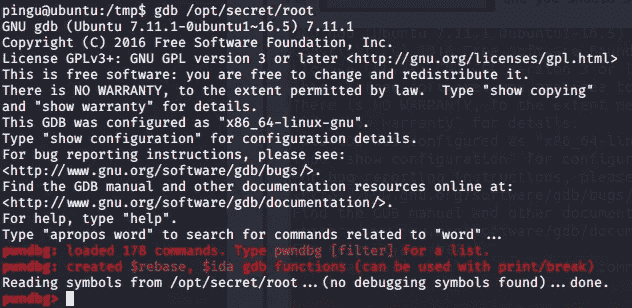 pingu@ubuntu:/tmp$ gdb /opt/secret/root
GNU gdb (Ubuntu 7.11.1-0ubuntu1~16.5) 7.11.1
Copyright (C) 2016 Free Software Foundation, Inc.
License GPLv3+: GNU GPL version 3 or later <http://gnu.org/licenses/gpl.html>
This is free software: you are free to change and redistribute it.
There is NO WARRANTY, to the extent permitted by law.  Type "show copying"
and "show warranty" for details.
This GDB was configured as "x86_64-linux-gnu".
Type "show configuration" for configuration details.
For bug reporting instructions, please see:
<http://www.gnu.org/software/gdb/bugs/>.
Find the GDB manual and other documentation resources online at:
<http://www.gnu.org/software/gdb/documentation/>.
For help, type "help".
Type "apropos word" to search for commands related to "word"...
pwndbg: loaded 178 commands. Type pwndbg [filter] for a list.
pwndbg: created $rebase, $ida gdb functions (can be used with print/break)
Reading symbols from /opt/secret/root...(no debugging symbols found)...done.
pwndbg>